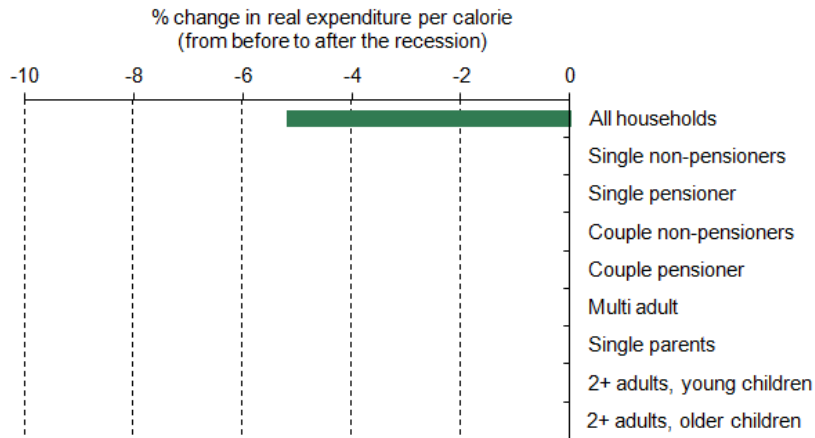 % change in real expenditure per calorie
(from before to after the recession)
-10 -8 -6 -4 -2 0
All households
Single non-pensioners
Single pensioner
Couple non-pensioners
Couple pensioner
Multi adult
Single parents
2+ adults, young children
2+ adults, older children